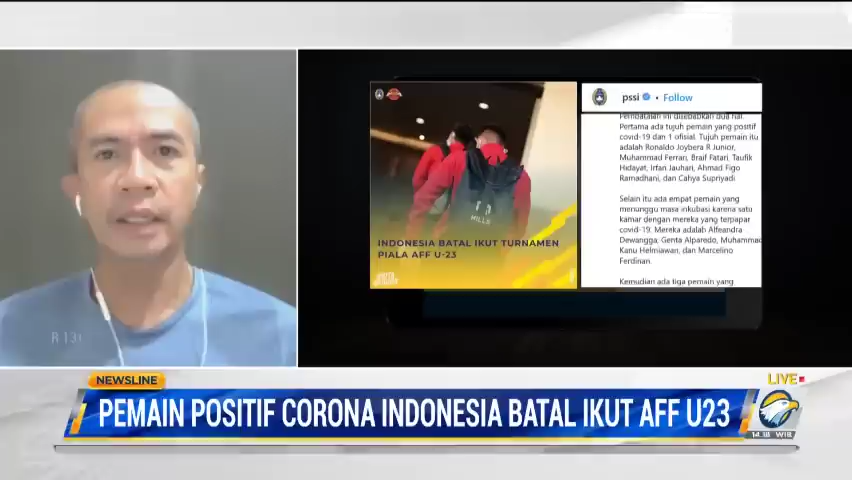 pssi • Follow
Pembatalan ini disebabkan dua hal.
Pertama ada tujuh pemain yang positif
covid-19 dan 1 ofisial. Tujuh pemain itu
adalah Ronaldo Joybera R Junior,
Muhammad Ferrari, Braif Fatari, Taufik
Hidayat, Irfan Jauhari, Ahmad Figo
Ramadhani, dan Cahya Supriyadi
Selain itu ada empat pemain yang
menunggu masa inkubasi karena satu
kamar dengan mereka yang terpapar
covid-19. Mereka adalah Alfeandra
Dewangga, Genta Alparedo, Muhammad
Kanu Helmiawan, dan Marcelino
Ferdinan.
Kemudian ada tiga pemain yang
MILLS
INDONESIA BATAL IKUT TURNAMEN
PIALA AFF U-23
R 13
NEWSLINE
LIVE
PEMAIN POSITIF CORONA INDONESIA BATAL IKUT AFF U23
14.18 WIB